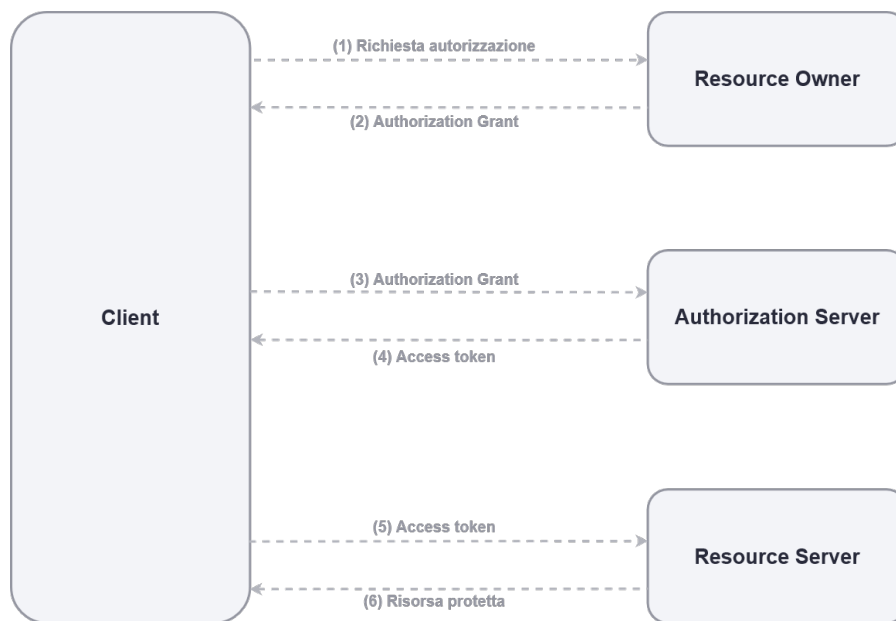 (1) Richiesta autorizzazione
Resource Owner
(2) Authorization Grant
(3) Authorization Grant
Client
Authorization Server
(4) Access token
(5) Access token
Resource Server
(6) Risorsa protetta